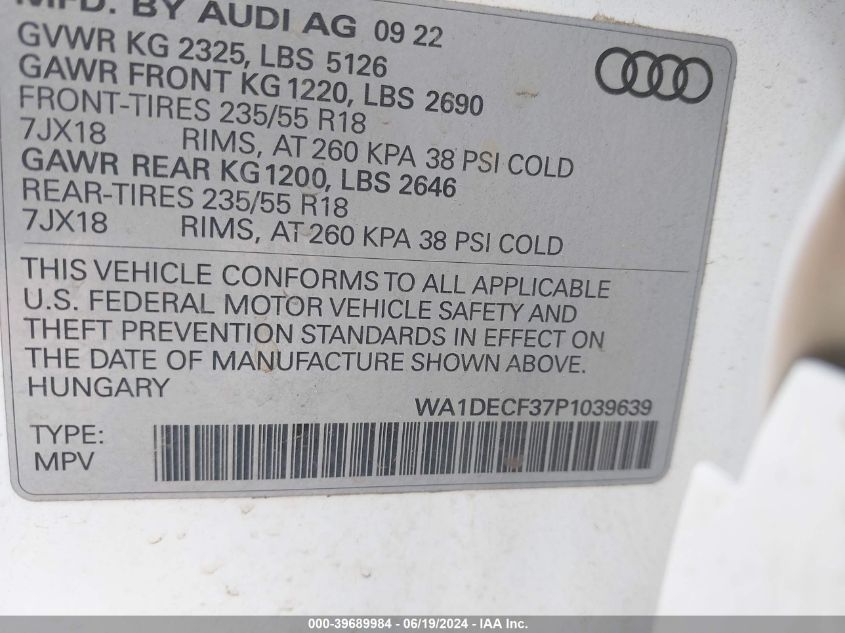 MFD. BY AUDI AG 09 22
GVWR KG 2325, LBS 5126
GAWR FRONT KG 1220, LBS 2690
FRONT-TIRES 235/55 R18
7JX18 RIMS, AT 260 KPA 38 PSI COLD
GAWR REAR KG 1200, LBS 2646
REAR-TIRES 235/55 R18
7JX18 RIMS, AT 260 KPA 38 PSI COLD
THIS VEHICLE CONFORMS TO ALL APPLICABLE
U.S. FEDERAL MOTOR VEHICLE SAFETY AND
THEFT PREVENTION STANDARDS IN EFFECT ON
THE DATE OF MANUFACTURE SHOWN ABOVE.
HUNGARY
WA1DECF37P1039639
TYPE:
MPV
000-39689984 - 06/19/2024 - IAA Inc.